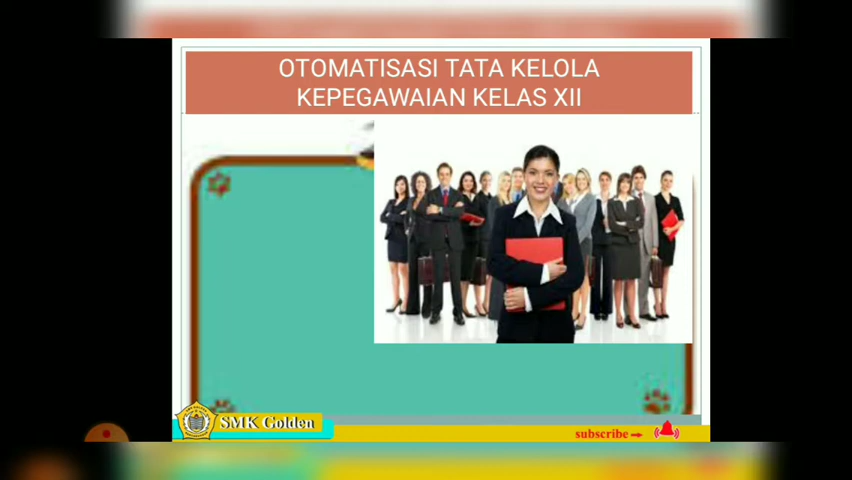 OTOMATISASI TATA KELOLA
KEPEGAWAIAN KELAS XII
SMK Golden
subscribe